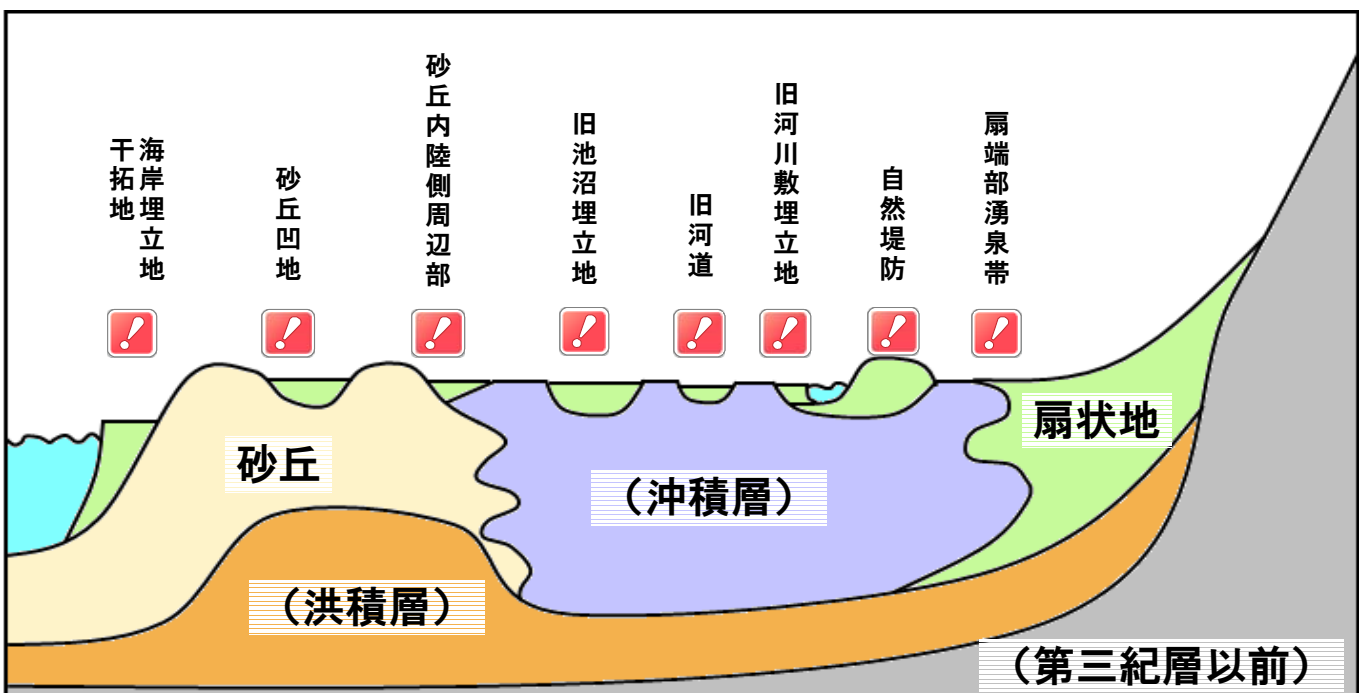 海岸埋立地
干拓地
砂丘凹地
砂丘内陸側周辺部
旧池沼埋立地
旧河道
旧河川敷埋立地
自然堤防
扇端部湧泉帯
扇状地
砂丘
（沖積層）
（洪積層）
（第三紀層以前）